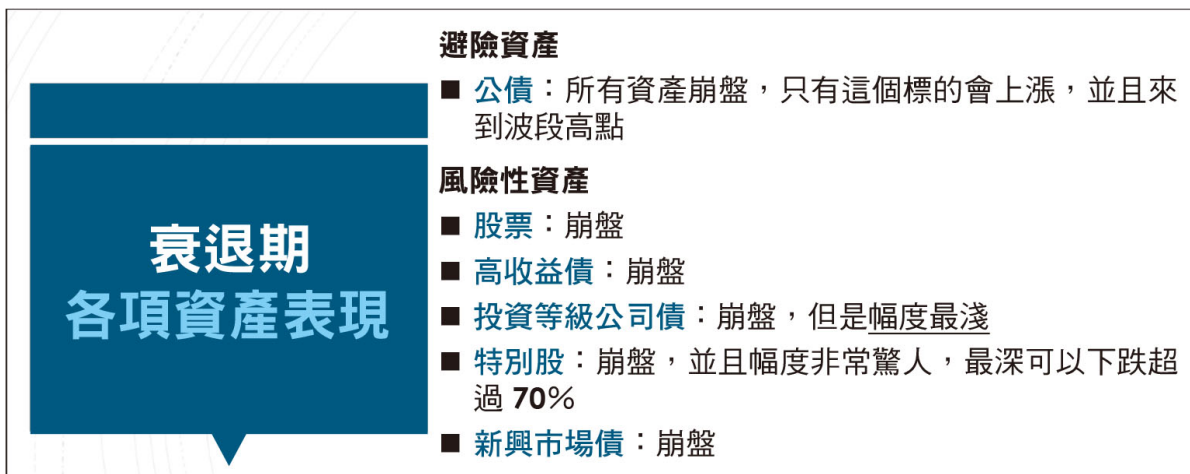 衰退期
各項資產表現
避險資產
■ 公債：所有資產崩盤，只有這個標的會上漲，並且來
到波段高點
風險性資產
■ 股票：崩盤
■ 高收益債：崩盤
■ 投資等級公司債：崩盤，但是幅度最淺
■ 特別股：崩盤，並且幅度非常驚人，最深可以下跌超
過 70%
■ 新興市場債：崩盤